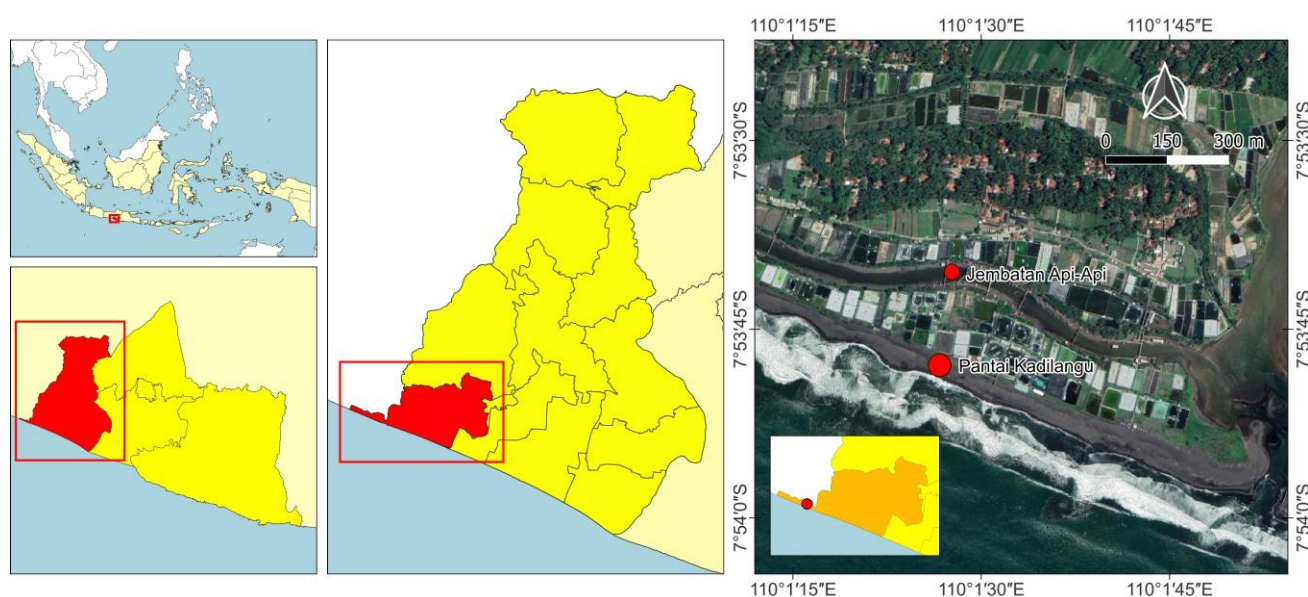 110°1′15″E
110°1′30″E
110°1′45″E
0 150 300 m
7°53′30″S
7°53′30″S
Jembatan Api-Api
7°53′45″S
7°53′45″S
Pantai Kadilangu
7°54′0″S
7°54′0″S
110°1′15″E
110°1′30″E
110°1′45″E